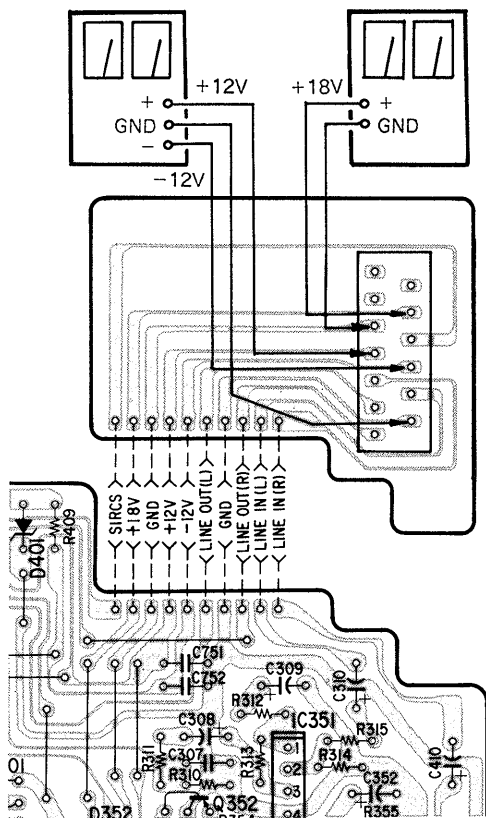 +12V
+18V
+
GND
−
−12V
+
GND
SIRCS
+18V
GND
+12V
-12V
LINE OUT(L)
GND
LINE OUT(R)
LINE IN(L)
LINE IN(R)
R409
D401
C751
C752
C309
C310
R312
IC351
C308
R311
C307
R313
R310
R315
R314
C410
C352
R355
Q352
D352
1
2
3
4